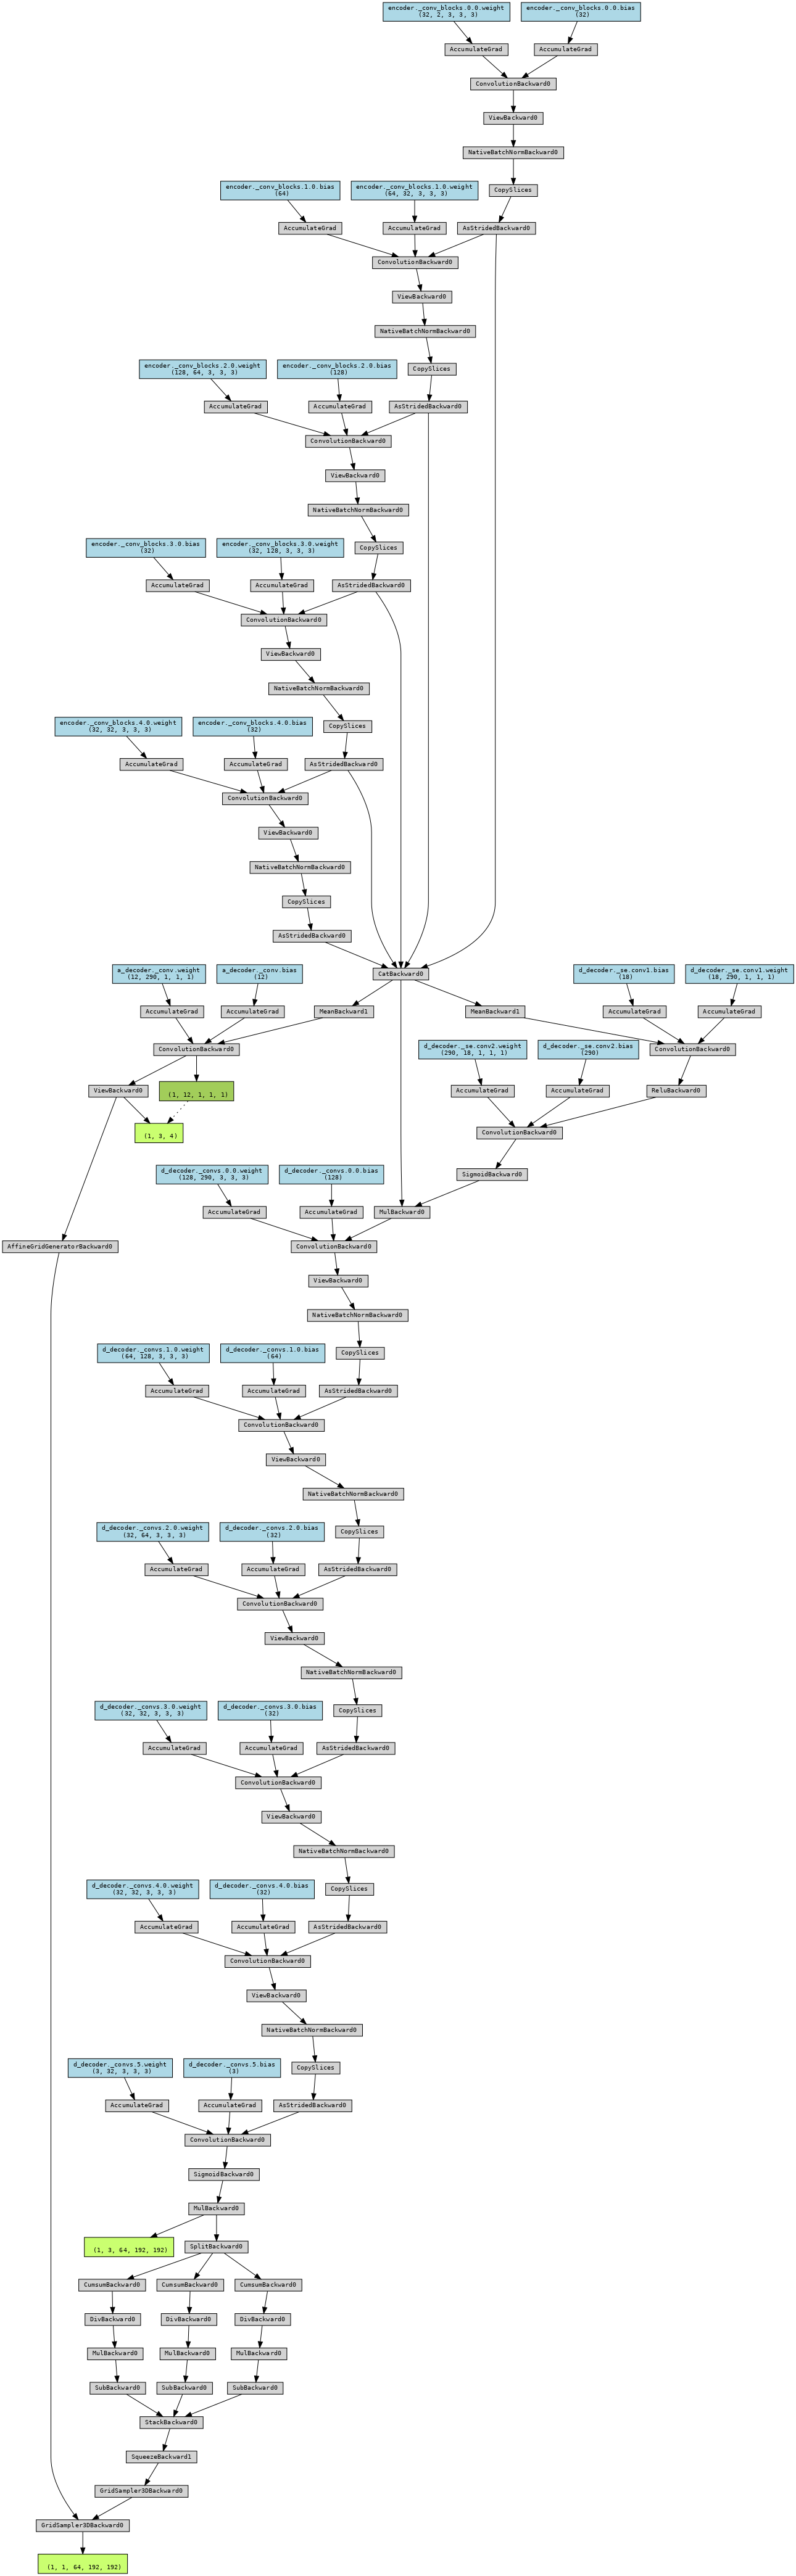 encoder._conv_blocks.0.0.weight
(32, 2, 3, 3, 3)
encoder._conv_blocks.0.0.bias
(32)
AccumulateGrad
AccumulateGrad
ConvolutionBackward0
ViewBackward0
NativeBatchNormBackward0
CopySlices
encoder._conv_blocks.1.0.bias
(64)
encoder._conv_blocks.1.0.weight
(64, 32, 3, 3, 3)
AccumulateGrad
AccumulateGrad
AsStridedBackward0
ConvolutionBackward0
ViewBackward0
NativeBatchNormBackward0
CopySlices
encoder._conv_blocks.2.0.weight
(128, 64, 3, 3, 3)
encoder._conv_blocks.2.0.bias
(128)
AccumulateGrad
AccumulateGrad
AsStridedBackward0
ConvolutionBackward0
ViewBackward0
NativeBatchNormBackward0
CopySlices
encoder._conv_blocks.3.0.bias
(32)
encoder._conv_blocks.3.0.weight
(32, 128, 3, 3, 3)
AccumulateGrad
AccumulateGrad
AsStridedBackward0
ConvolutionBackward0
ViewBackward0
NativeBatchNormBackward0
CopySlices
encoder._conv_blocks.4.0.weight
(32, 32, 3, 3, 3)
encoder._conv_blocks.4.0.bias
(32)
AccumulateGrad
AccumulateGrad
AsStridedBackward0
ConvolutionBackward0
ViewBackward0
NativeBatchNormBackward0
CopySlices
AsStridedBackward0
CatBackward0
a_decoder._conv.weight
(12, 290, 1, 1, 1)
a_decoder._conv.bias
(12)
d_decoder._se.conv1.bias
(18)
d_decoder._se.conv1.weight
(18, 290, 1, 1, 1)
AccumulateGrad
AccumulateGrad
MeanBackward1
MeanBackward1
AccumulateGrad
AccumulateGrad
ConvolutionBackward0
d_decoder._se.conv2.weight
(290, 18, 1, 1, 1)
d_decoder._se.conv2.bias
(290)
ConvolutionBackward0
ViewBackward0
(1, 12, 1, 1, 1)
AccumulateGrad
AccumulateGrad
ReluBackward0
(1, 3, 4)
ConvolutionBackward0
SigmoidBackward0
d_decoder._convs.0.0.weight
(128, 290, 3, 3, 3)
d_decoder._convs.0.0.bias
(128)
AccumulateGrad
AccumulateGrad
MulBackward0
AffineGridGeneratorBackward0
ConvolutionBackward0
ViewBackward0
NativeBatchNormBackward0
CopySlices
d_decoder._convs.1.0.weight
(64, 128, 3, 3, 3)
d_decoder._convs.1.0.bias
(64)
AccumulateGrad
AccumulateGrad
AsStridedBackward0
ConvolutionBackward0
ViewBackward0
NativeBatchNormBackward0
CopySlices
d_decoder._convs.2.0.weight
(32, 64, 3, 3, 3)
d_decoder._convs.2.0.bias
(32)
AccumulateGrad
AccumulateGrad
AsStridedBackward0
ConvolutionBackward0
ViewBackward0
NativeBatchNormBackward0
CopySlices
d_decoder._convs.3.0.weight
(32, 32, 3, 3, 3)
d_decoder._convs.3.0.bias
(32)
AccumulateGrad
AccumulateGrad
AsStridedBackward0
ConvolutionBackward0
ViewBackward0
NativeBatchNormBackward0
CopySlices
d_decoder._convs.4.0.weight
(32, 32, 3, 3, 3)
d_decoder._convs.4.0.bias
(32)
AccumulateGrad
AccumulateGrad
AsStridedBackward0
ConvolutionBackward0
ViewBackward0
NativeBatchNormBackward0
CopySlices
d_decoder._convs.5.weight
(3, 32, 3, 3, 3)
d_decoder._convs.5.bias
(3)
AccumulateGrad
AccumulateGrad
AsStridedBackward0
ConvolutionBackward0
SigmoidBackward0
MulBackward0
(1, 3, 64, 192, 192)
SplitBackward0
CumsumBackward0
CumsumBackward0
CumsumBackward0
DivBackward0
DivBackward0
DivBackward0
MulBackward0
MulBackward0
MulBackward0
SubBackward0
SubBackward0
SubBackward0
StackBackward0
SqueezeBackward1
GridSampler3DBackward0
GridSampler3DBackward0
(1, 1, 64, 192, 192)